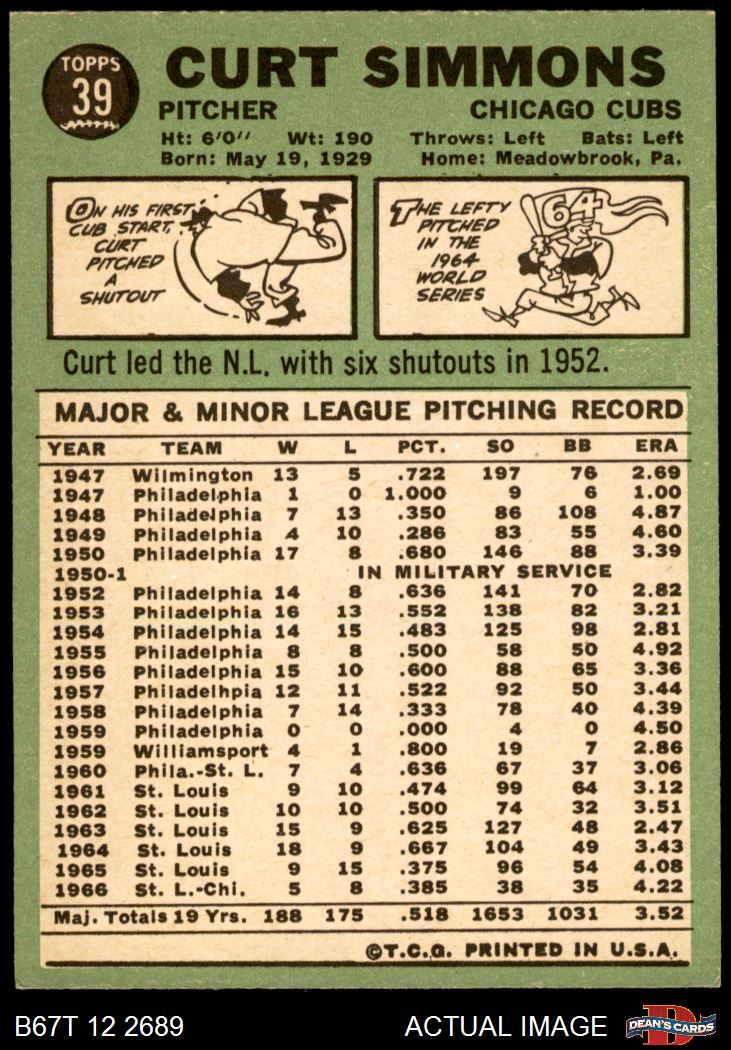 TOPPS
39
CURT SIMMONS
PITCHER CHICAGO CUBS
Ht: 6'0" Wt: 190 Throws: Left Bats: Left
Born: May 19, 1929 Home: Meadowbrook, Pa.
ON HIS FIRST
CUB START,
CURT
PITCHED
A
SHUTOUT
THE LEFTY
PITCHED
IN THE
1964
WORLD
SERIES
64
Curt led the N.L. with six shutouts in 1952.
MAJOR & MINOR LEAGUE PITCHING RECORD
YEAR TEAM W L PCT. SO BB ERA
1947 Wilmington 13 5 .722 197 76 2.69
1947 Philadelphia 1 0 1.000 9 6 1.00
1948 Philadelphia 7 13 .350 86 108 4.87
1949 Philadelphia 4 10 .286 83 55 4.60
1950 Philadelphia 17 8 .680 146 88 3.39
1950-1 IN MILITARY SERVICE
1952 Philadelphia 14 8 .636 141 70 2.82
1953 Philadelphia 16 13 .552 138 82 3.21
1954 Philadelphia 14 15 .483 125 98 2.81
1955 Philadelphia 8 8 .500 58 50 4.92
1956 Philadelphia 15 10 .600 88 65 3.36
1957 Philadelhpia 12 11 .522 92 50 3.44
1958 Philadelphia 7 14 .333 78 40 4.39
1959 Philadelphia 0 0 .000 4 0 4.50
1959 Williamsport 4 1 .800 19 7 2.86
1960 Phila.-St. L. 7 4 .636 67 37 3.06
1961 St. Louis 9 10 .474 99 64 3.12
1962 St. Louis 10 10 .500 74 32 3.51
1963 St. Louis 15 9 .625 127 48 2.47
1964 St. Louis 18 9 .667 104 49 3.43
1965 St. Louis 9 15 .375 96 54 4.08
1966 St. L.-Chi. 5 8 .385 38 35 4.22
Maj. Totals 19 Yrs. 188 175 .518 1653 1031 3.52
©T.C.G. PRINTED IN U.S.A.
B67T 12 2689 ACTUAL IMAGE
D
DEAN'S CARDS